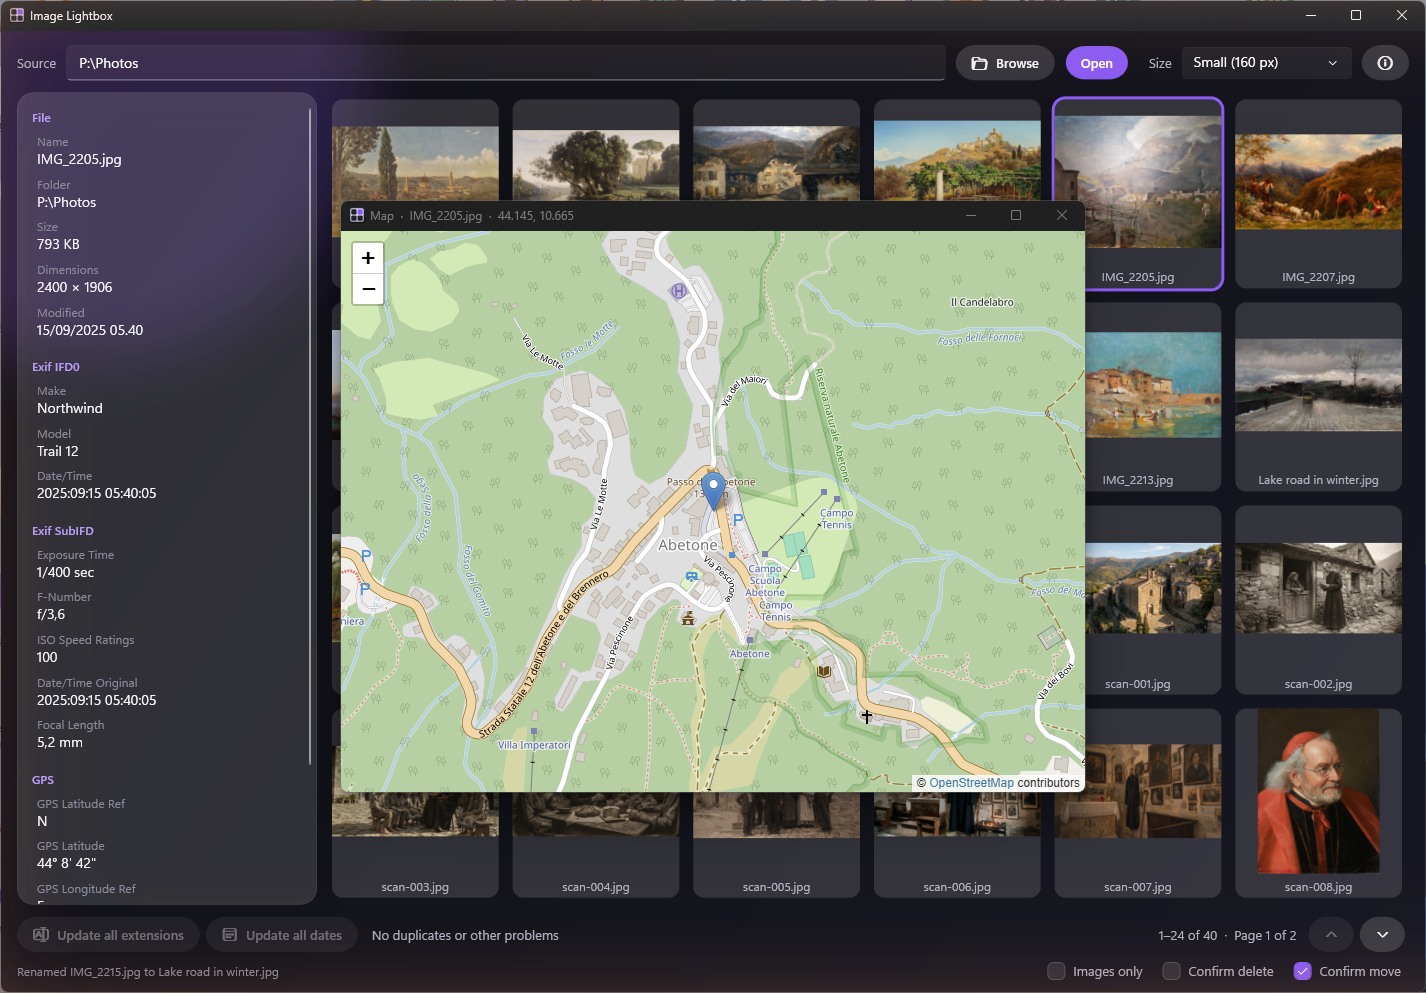 Image Lightbox
Source
P:\Photos
Browse
Open
Size
Small (160 px)
File
Name
IMG_2205.jpg
Folder
P:\Photos
Size
793 KB
Dimensions
2400 × 1906
Modified
15/09/2025 05.40
Exif IFD0
Make
Northwind
Model
Trail 12
Date/Time
2025:09:15 05:40:05
Exif SubIFD
Exposure Time
1/400 sec
F-Number
f/3,6
ISO Speed Ratings
100
Date/Time Original
2025:09:15 05:40:05
Focal Length
5,2 mm
GPS
GPS Latitude Ref
N
GPS Latitude
44° 8' 42"
GPS Longitude Ref
IMG_2205.jpg
IMG_2207.jpg
Map · IMG_2205.jpg · 44.145, 10.665
+
−
H
Il Candelabro
Fosso delle Fornaci
Via Le Motte
Fosso le Motte
Via dei Maiori
Riserva naturale Abetone
Passo
Via Le Motte
P
Campo
Tennis
Abetone
P
P
Campo
Scuola
Abetone
Campo
Tennis
Via Pescinone
Via Pescinone
Strada Statale 12 dell'Abetone e del Brennero
Abetone
Villa Imperatori
Via dei Bovi
© OpenStreetMap contributors
IMG_2213.jpg
Lake road in winter.jpg
scan-001.jpg
scan-002.jpg
scan-003.jpg
scan-004.jpg
scan-005.jpg
scan-006.jpg
scan-007.jpg
scan-008.jpg
Update all extensions
Update all dates
No duplicates or other problems
1–24 of 40 · Page 1 of 2
Renamed IMG_2215.jpg to Lake road in winter.jpg
Images only
Confirm delete
Confirm move